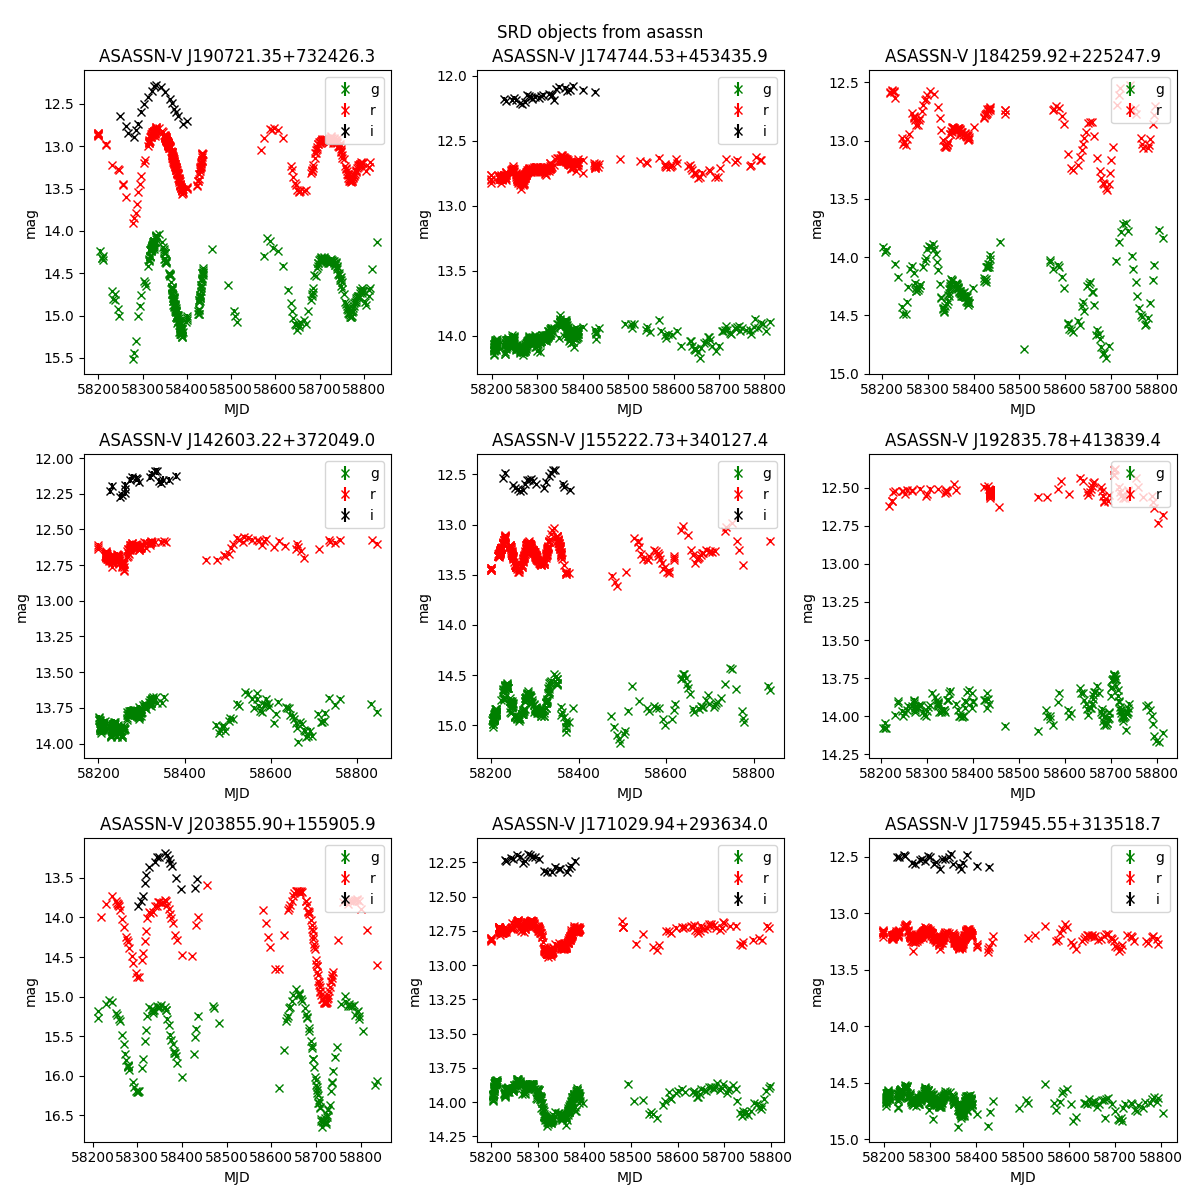 SRD objects from asassn
ASASSN-V J190721.35+732426.3
12.5
13.0
13.5
14.0
14.5
15.0
15.5
mag
g
r
i
58200 58300 58400 58500 58600 58700 58800
MJD
ASASSN-V J174744.53+453435.9
12.0
12.5
13.0
13.5
14.0
mag
g
r
i
58200 58300 58400 58500 58600 58700 58800
MJD
ASASSN-V J184259.92+225247.9
12.5
13.0
13.5
14.0
14.5
15.0
mag
g
r
58200 58300 58400 58500 58600 58700 58800
MJD
ASASSN-V J142603.22+372049.0
12.00
12.25
12.50
12.75
13.00
13.25
13.50
13.75
14.00
mag
g
r
i
58200 58400 58600 58800
MJD
ASASSN-V J155222.73+340127.4
12.5
13.0
13.5
14.0
14.5
15.0
mag
g
r
i
58200 58400 58600 58800
MJD
ASASSN-V J192835.78+413839.4
12.50
12.75
13.00
13.25
13.50
13.75
14.00
14.25
mag
g
r
58200 58300 58400 58500 58600 58700 58800
MJD
ASASSN-V J203855.90+155905.9
13.5
14.0
14.5
15.0
15.5
16.0
16.5
mag
g
r
i
58200 58300 58400 58500 58600 58700 58800
MJD
ASASSN-V J171029.94+293634.0
12.25
12.50
12.75
13.00
13.25
13.50
13.75
14.00
14.25
mag
g
r
i
58200 58300 58400 58500 58600 58700 58800
MJD
ASASSN-V J175945.55+313518.7
12.5
13.0
13.5
14.0
14.5
15.0
mag
g
r
i
58200 58300 58400 58500 58600 58700 58800
MJD